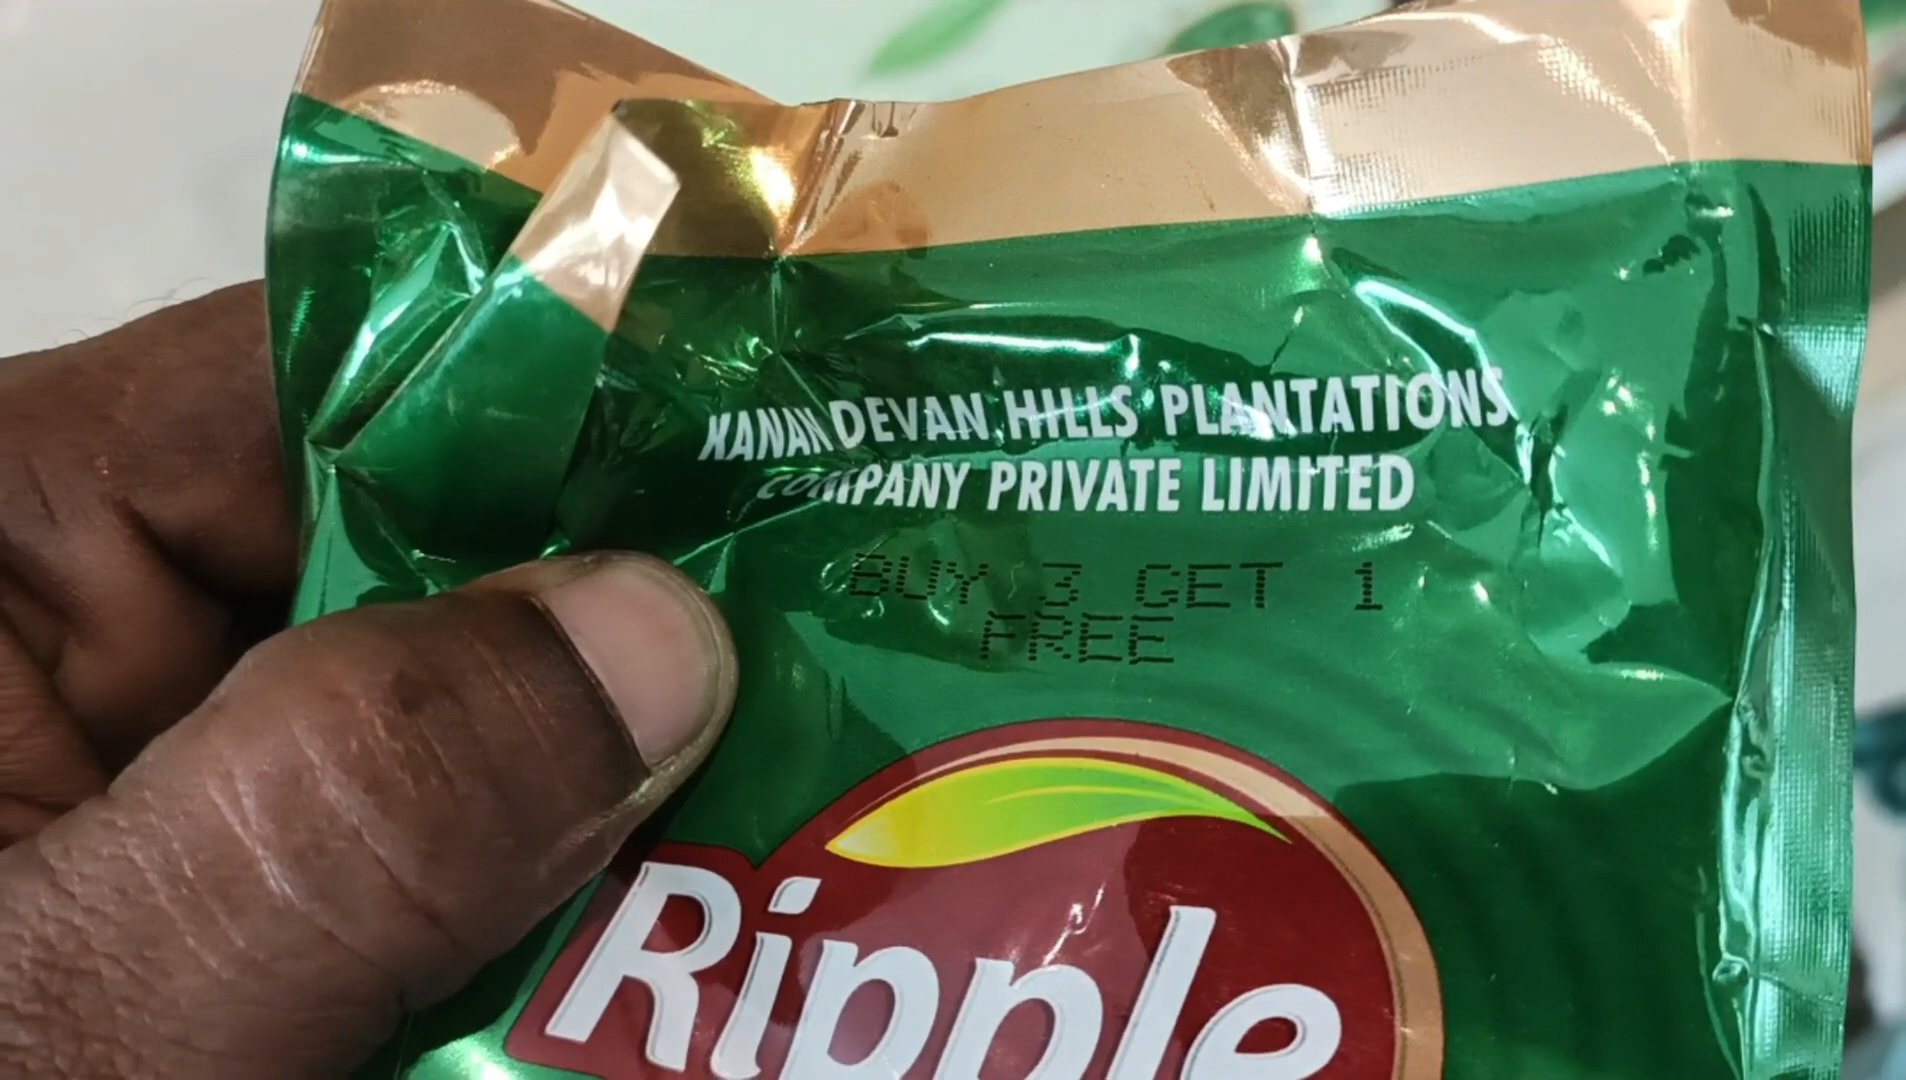 KANAN DEVAN HILLS PLANTATIONS
COMPANY PRIVATE LIMITED
BUY 3 GET 1
FREE
Ripple